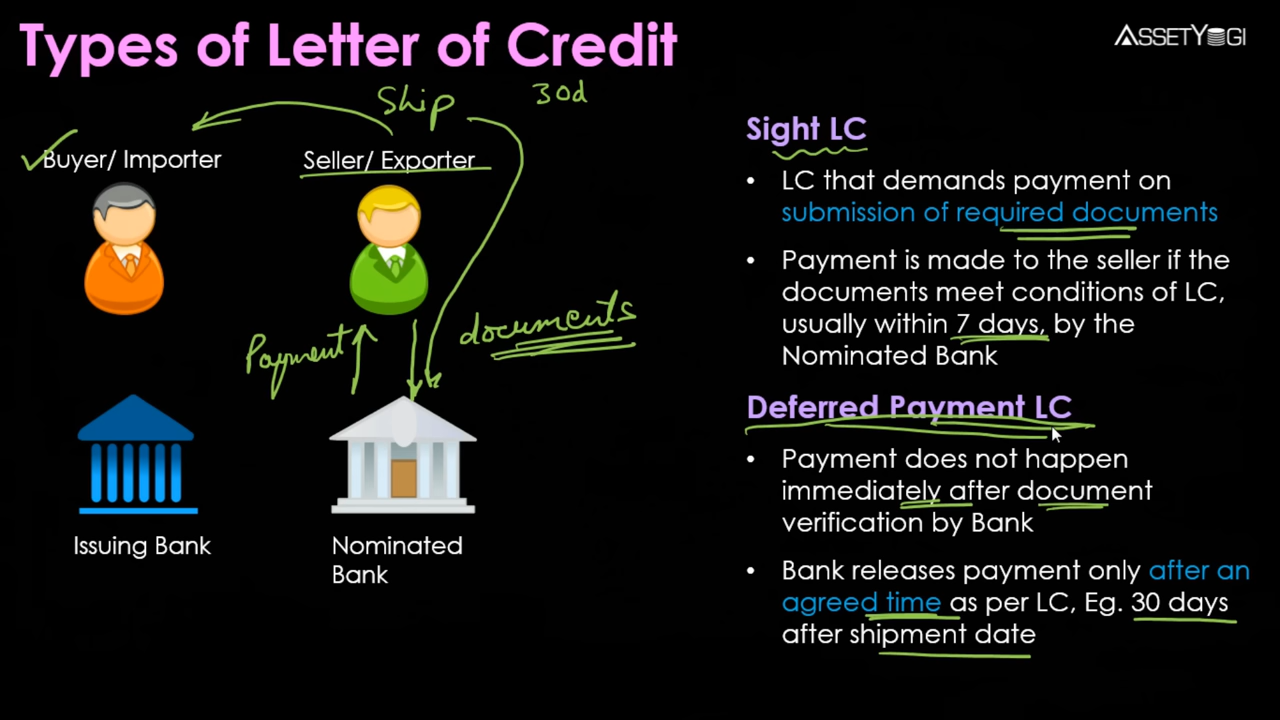 Types of Letter of Credit
ASSETYOGI
Ship
30d
Buyer/ Importer
Seller/ Exporter
Payment
documents
Issuing Bank
Nominated
Bank
Sight LC
• LC that demands payment on
submission of required documents
• Payment is made to the seller if the
documents meet conditions of LC,
usually within 7 days, by the
Nominated Bank
Deferred Payment LC
• Payment does not happen
immediately after document
verification by Bank
• Bank releases payment only after an
agreed time as per LC, Eg. 30 days
after shipment date